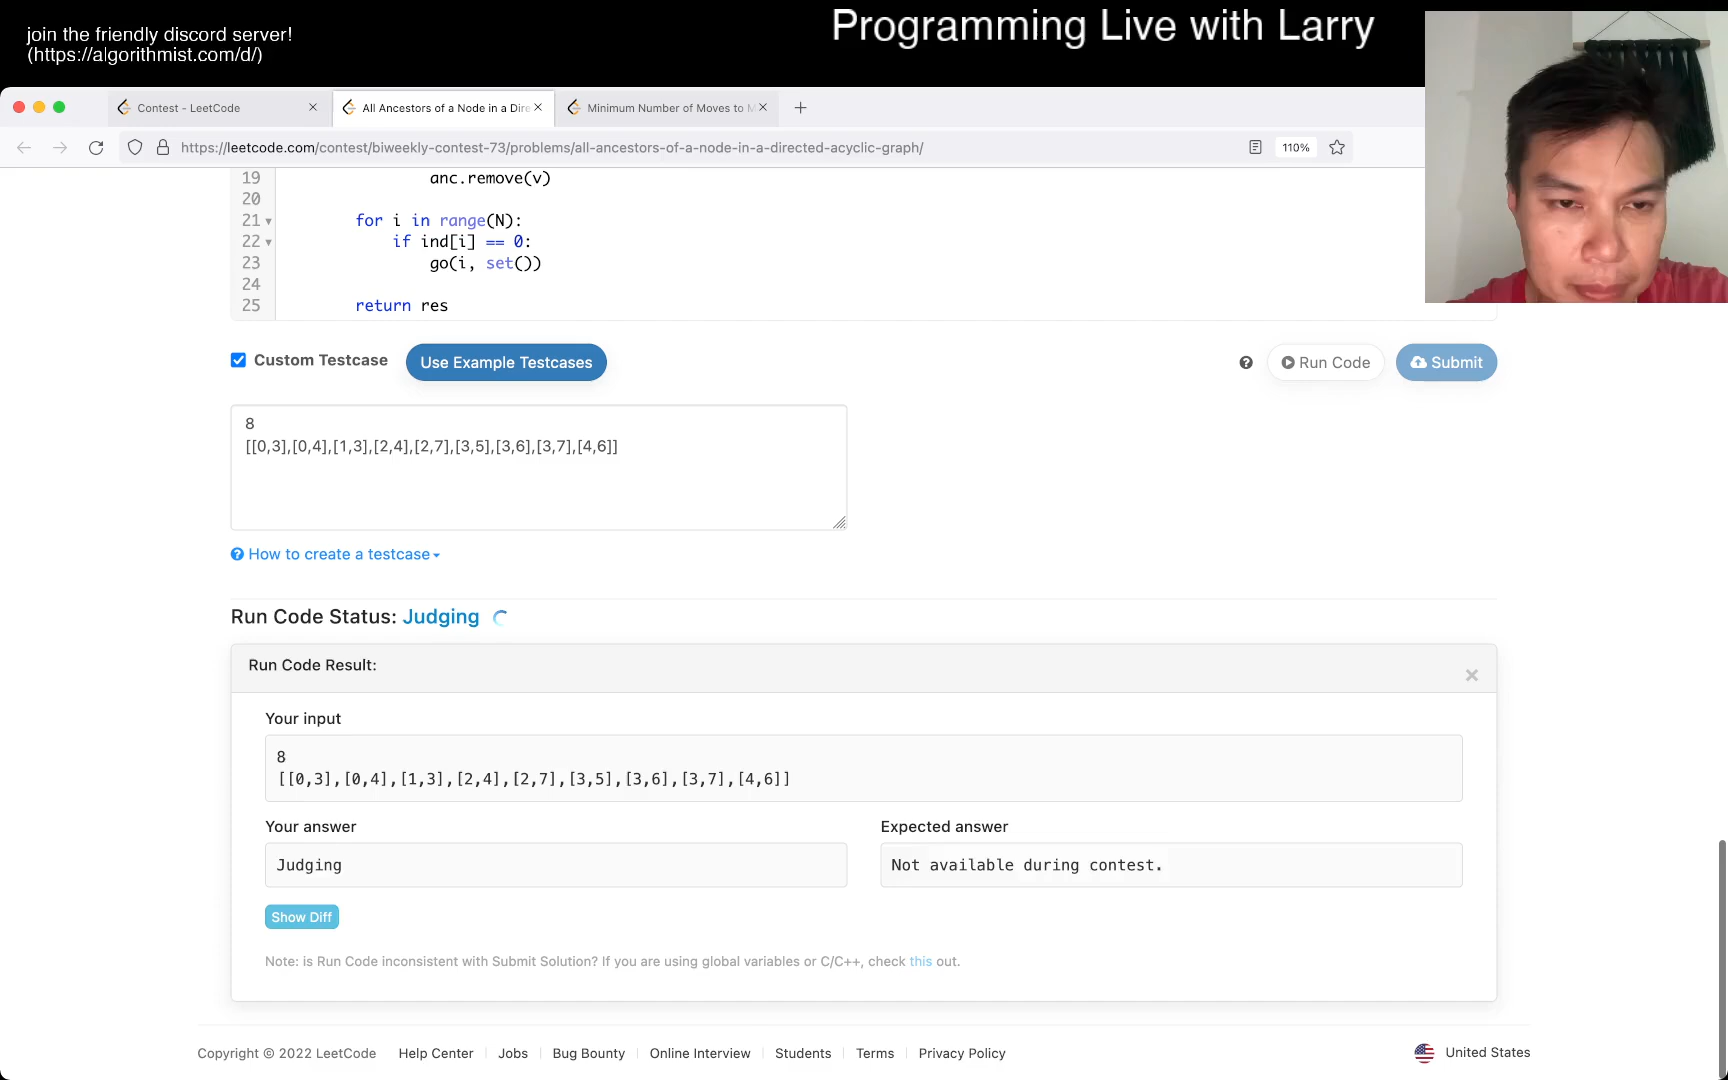 join the friendly discord server!
(https://algorithmist.com/d/)
Programming Live with Larry
Contest - LeetCode
All Ancestors of a Node in a Dire
Minimum Number of Moves to M
https://leetcode.com/contest/biweekly-contest-73/problems/all-ancestors-of-a-node-in-a-directed-acyclic-graph/
110%
19 anc.remove(v)
20
21 for i in range(N):
22 if ind[i] == 0:
23 go(i, set())
24
25 return res
Custom Testcase
Use Example Testcases
Run Code
Submit
8
[[0,3],[0,4],[1,3],[2,4],[2,7],[3,5],[3,6],[3,7],[4,6]]
How to create a testcase
Run Code Status: Judging
Run Code Result:
Your input
8
[[0,3],[0,4],[1,3],[2,4],[2,7],[3,5],[3,6],[3,7],[4,6]]
Your answer
Expected answer
Judging
Not available during contest.
Show Diff
Note: is Run Code inconsistent with Submit Solution? If you are using global variables or C/C++, check this out.
Copyright © 2022 LeetCode
Help Center
Jobs
Bug Bounty
Online Interview
Students
Terms
Privacy Policy
United States